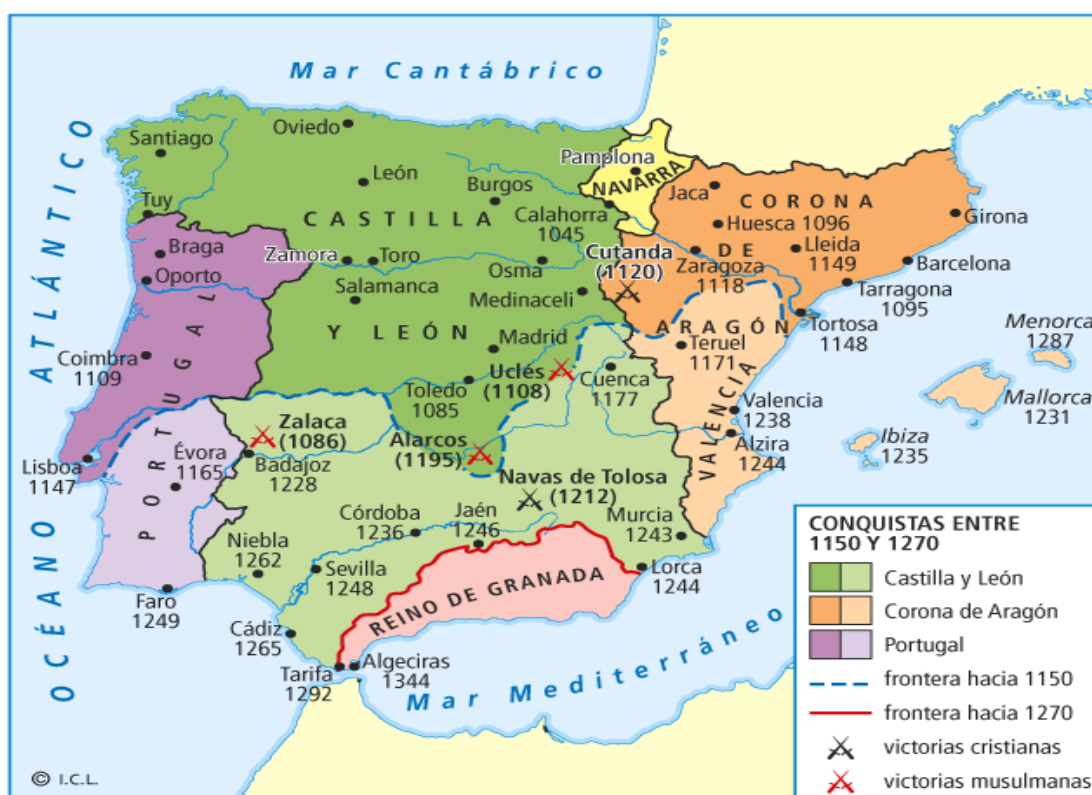 Mar Cantábrico
OCÉANO ATLÁNTICO
Santiago
Oviedo
León
Burgos
Pamplona
NAVARRA
Jaca
CORONA
DE
ARAGÓN
Girona
Tuy
CASTILLA
Y LEÓN
Calahorra
1045
Huesca 1096
Lleida
1149
Braga
Oporto
Zamora
Toro
Osma
Cutanda
(1120)
Zaragoza
1118
Barcelona
Tarragona
1095
Salamanca
Medinaceli
Tortosa
1148
PORTUGAL
Madrid
Teruel
1171
Menorca
1287
Coimbra
1109
Toledo
1085
Uclés
(1108)
Cuenca
1177
VALENCIA
Valencia
1238
Mallorca
1231
Zalaca
(1086)
Alarcos
(1195)
Alzira
1244
Ibiza
1235
Lisboa
1147
Évora
1165
Badajoz
1228
Navas de Tolosa
(1212)
PORT
Córdoba
1236
Jaén
1246
Murcia
1243
Niebla
1262
Sevilla
1248
REINO DE GRANADA
Lorca
1244
Faro
1249
Cádiz
1265
Tarifa
1292
Algeciras
1344
Mar Mediterráneo
© I.C.L.
CONQUISTAS ENTRE
1150 Y 1270
Castilla y León
Corona de Aragón
Portugal
frontera hacia 1150
frontera hacia 1270
victorias cristianas
victorias musulmanas